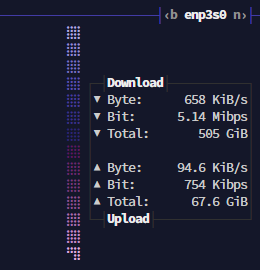 ‹b enp3s0 n›
Download
▼ Byte: 658 KiB/s
▼ Bit: 5.14 Mibps
▼ Total: 505 GiB
▲ Byte: 94.6 KiB/s
▲ Bit: 754 Kibps
▲ Total: 67.6 GiB
Upload